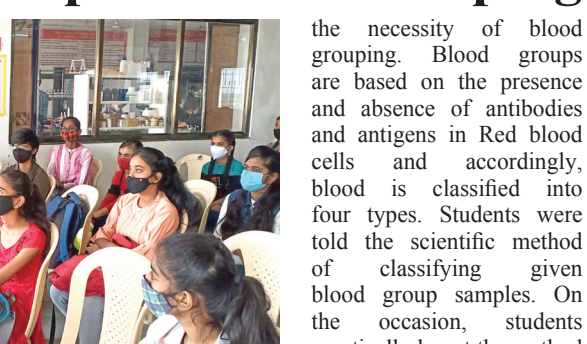 the necessity of blood
grouping. Blood groups
are based on the presence
and absence of antibodies
and antigens in Red blood
cells and accordingly,
blood is classified into
four types. Students were
told the scientific method
of classifying given
blood group samples. On
the occasion, students